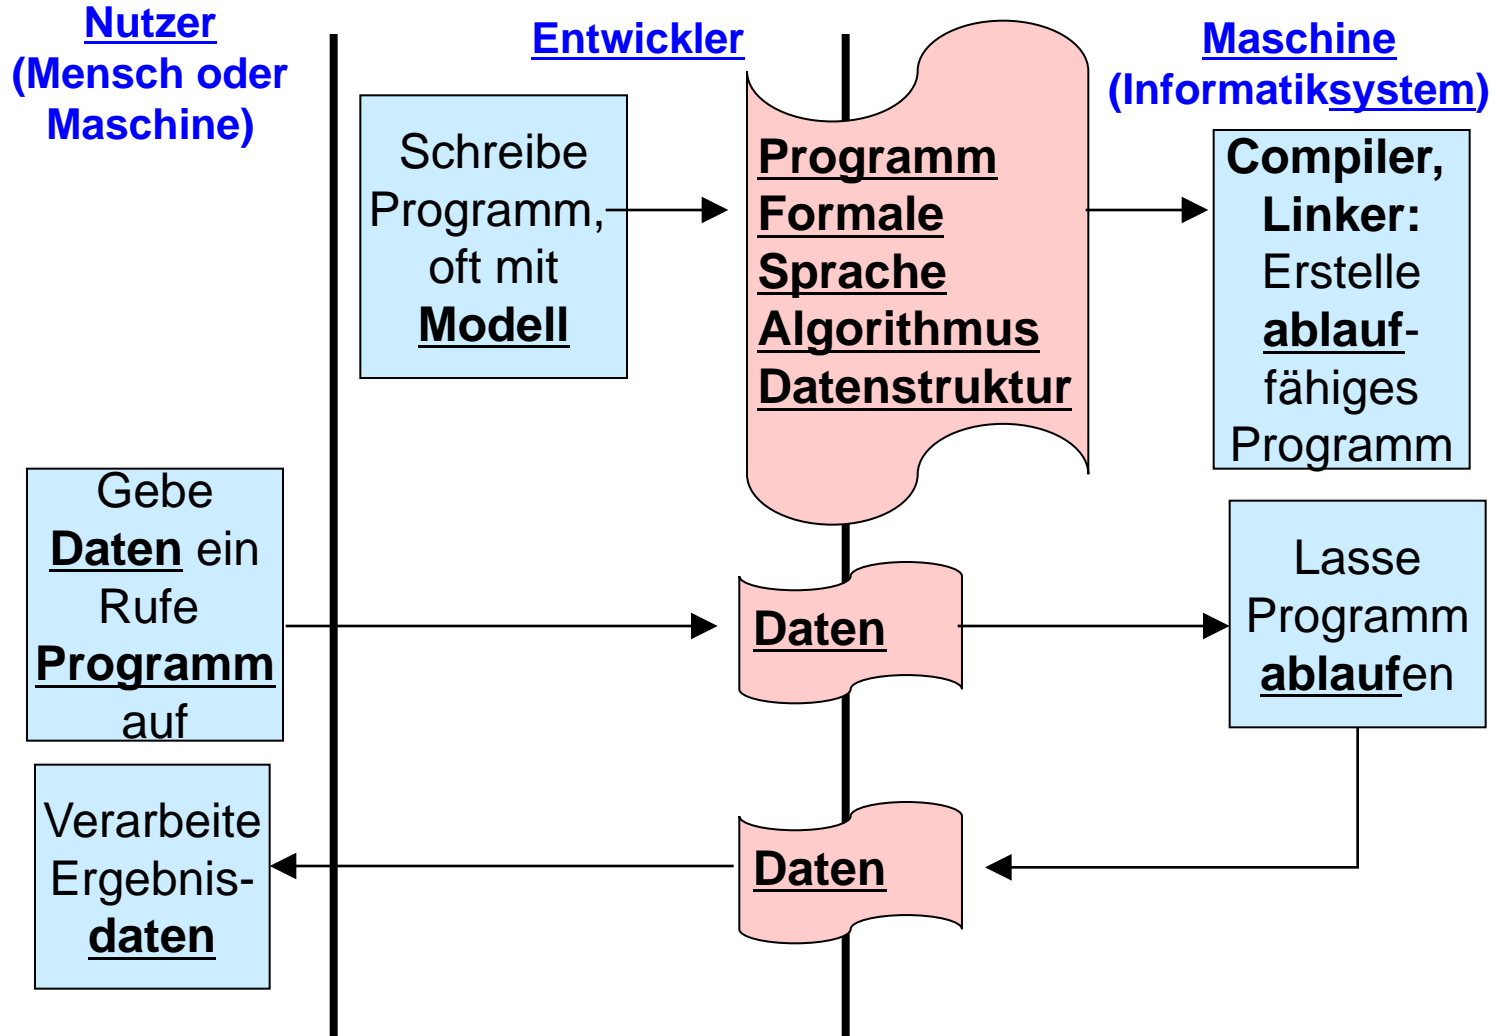 Nutzer
(Mensch oder
Maschine)
Entwickler
Maschine
(Informatiksystem)
Schreibe
Programm,
oft mit
Modell
Programm
Formale
Sprache
Algorithmus
Datenstruktur
Compiler,
Linker:
Erstelle
ablauf-
fähiges
Programm
Gebe
Daten ein
Rufe
Programm
auf
Daten
Lasse
Programm
ablaufen
Verarbeite
Ergebnis-
daten
Daten